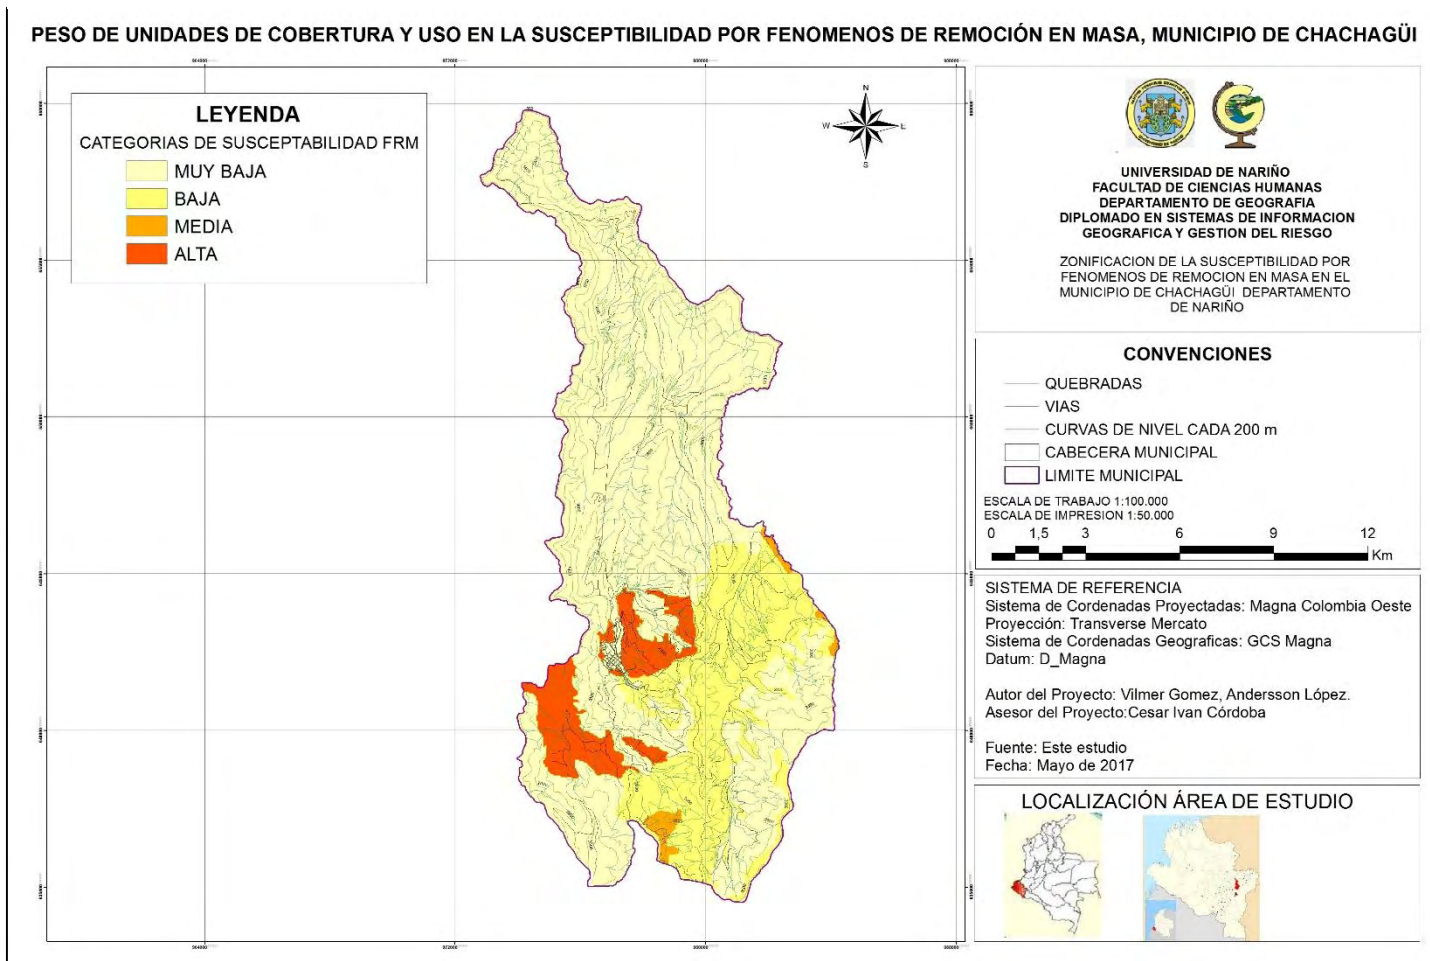 PESO DE UNIDADES DE COBERTURA Y USO EN LA SUSCEPTIBILIDAD POR FENOMENOS DE REMOCIÓN EN MASA, MUNICIPIO DE CHACHAGÜI
LEYENDA
CATEGORIAS DE SUSCEPTABILIDAD FRM
MUY BAJA
BAJA
MEDIA
ALTA
N
W
E
S
UNIVERSIDAD DE NARIÑO
FACULTAD DE CIENCIAS HUMANAS
DEPARTAMENTO DE GEOGRAFIA
DIPLOMADO EN SISTEMAS DE INFORMACION
GEOGRAFICA Y GESTION DEL RIESGO
ZONIFICACION DE LA SUSCEPTIBILIDAD POR
FENOMENOS DE REMOCION EN MASA EN EL
MUNICIPIO DE CHACHAGÜI DEPARTAMENTO
DE NARIÑO
CONVENCIONES
QUEBRADAS
VIAS
CURVAS DE NIVEL CADA 200 m
CABECERA MUNICIPAL
LIMITE MUNICIPAL
ESCALA DE TRABAJO 1:100.000
ESCALA DE IMPRESION 1:50.000
0 1,5 3 6 9 12
Km
SISTEMA DE REFERENCIA
Sistema de Cordenadas Proyectadas: Magna Colombia Oeste
Proyección: Transverse Mercato
Sistema de Cordenadas Geograficas: GCS Magna
Datum: D_Magna
Autor del Proyecto: Vilmer Gomez, Andersson López.
Asesor del Proyecto:Cesar Ivan Córdoba
Fuente: Este estudio
Fecha: Mayo de 2017
LOCALIZACIÓN ÁREA DE ESTUDIO